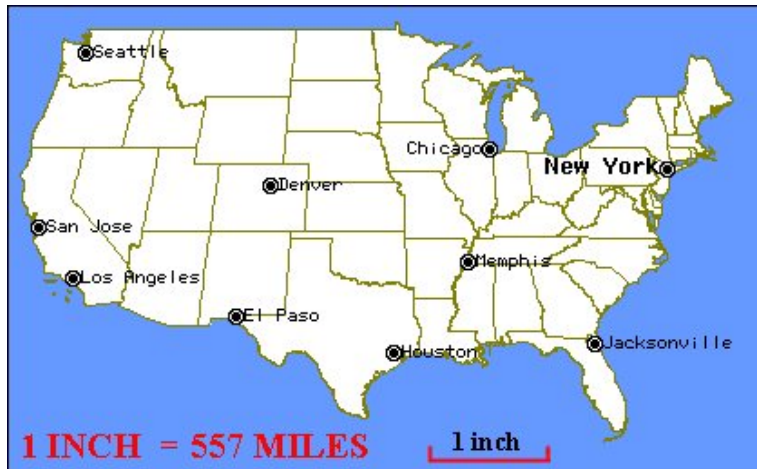 Seattle
Chicago
New York
Denver
San Jose
Memphis
Los Angeles
El Paso
Jacksonville
Houston
1 INCH = 557 MILES
1 inch